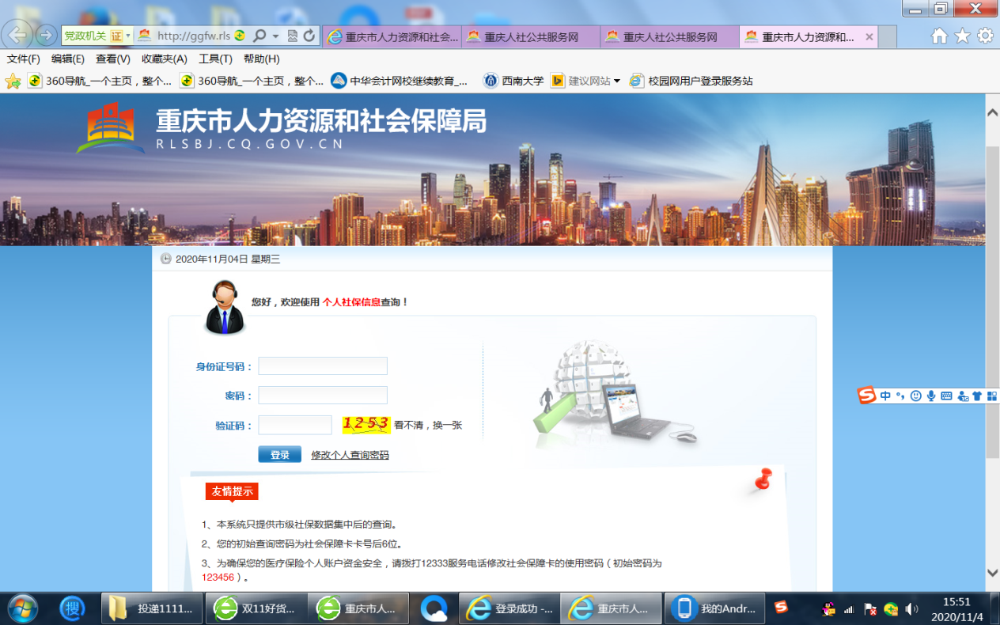 党政机关 证 http://ggfw.rls 重庆市人力资源和社会... 重庆人社公共服务网 重庆人社公共服务网 重庆市人力资源和...
文件(F) 编辑(E) 查看(V) 收藏夹(A) 工具(T) 帮助(H)
360导航_一个主页，整个... 360导航_一个主页，整个... 中华会计网校继续教育_... 西南大学 建议网站 校园网用户登录服务站
重庆市人力资源和社会保障局
RLSBJ.CQ.GOV.CN
2020年11月04日 星期三
您好，欢迎使用 个人社保信息查询！
身份证号码：
密码：
中
验证码： 1253 看不清，换一张
登录 修改个人查询密码
友情提示
1、本系统只提供市级社保数据集中后的查询。
2、您的初始查询密码为社会保障卡卡号后6位。
3、为确保您的医疗保险个人账户资金安全，请拨打12333服务电话修改社会保障卡的使用密码（初始密码为
123456）。
搜 投递1111... 双11好货... 重庆市人... 登录成功 -... 重庆市人... 我的Andr... 15:51
2020/11/4